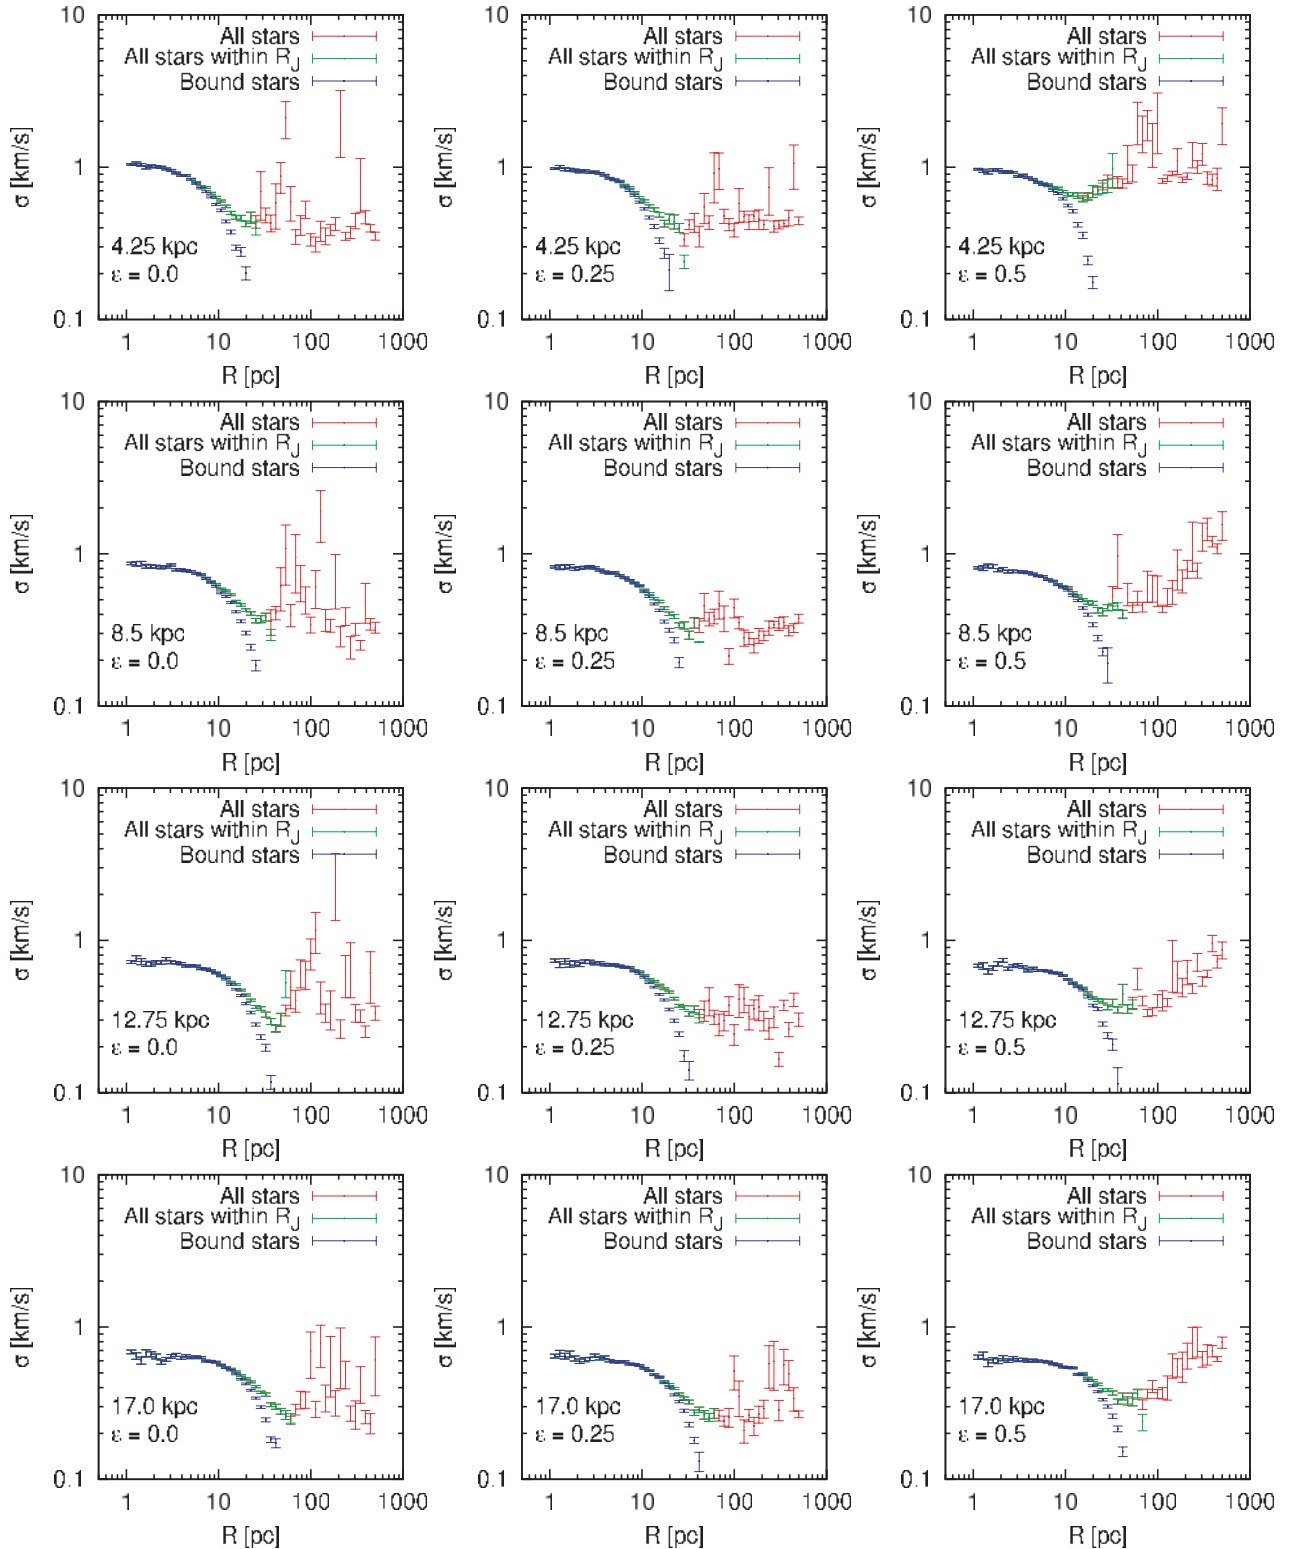 10
1
0.1
σ [km/s]
All stars
All stars within R_J
Bound stars
4.25 kpc
ε = 0.0
1 10 100 1000
R [pc]
10
1
0.1
σ [km/s]
All stars
All stars within R_J
Bound stars
4.25 kpc
ε = 0.25
1 10 100 1000
R [pc]
10
1
0.1
σ [km/s]
All stars
All stars within R_J
Bound stars
4.25 kpc
ε = 0.5
1 10 100 1000
R [pc]
10
1
0.1
σ [km/s]
All stars
All stars within R_J
Bound stars
8.5 kpc
ε = 0.0
1 10 100 1000
R [pc]
10
1
0.1
σ [km/s]
All stars
All stars within R_J
Bound stars
8.5 kpc
ε = 0.25
1 10 100 1000
R [pc]
10
1
0.1
σ [km/s]
All stars
All stars within R_J
Bound stars
8.5 kpc
ε = 0.5
1 10 100 1000
R [pc]
10
1
0.1
σ [km/s]
All stars
All stars within R_J
Bound stars
12.75 kpc
ε = 0.0
1 10 100 1000
R [pc]
10
1
0.1
σ [km/s]
All stars
All stars within R_J
Bound stars
12.75 kpc
ε = 0.25
1 10 100 1000
R [pc]
10
1
0.1
σ [km/s]
All stars
All stars within R_J
Bound stars
12.75 kpc
ε = 0.5
1 10 100 1000
R [pc]
10
1
0.1
σ [km/s]
All stars
All stars within R_J
Bound stars
17.0 kpc
ε = 0.0
1 10 100 1000
R [pc]
10
1
0.1
σ [km/s]
All stars
All stars within R_J
Bound stars
17.0 kpc
ε = 0.25
1 10 100 1000
R [pc]
10
1
0.1
σ [km/s]
All stars
All stars within R_J
Bound stars
17.0 kpc
ε = 0.5
1 10 100 1000
R [pc]